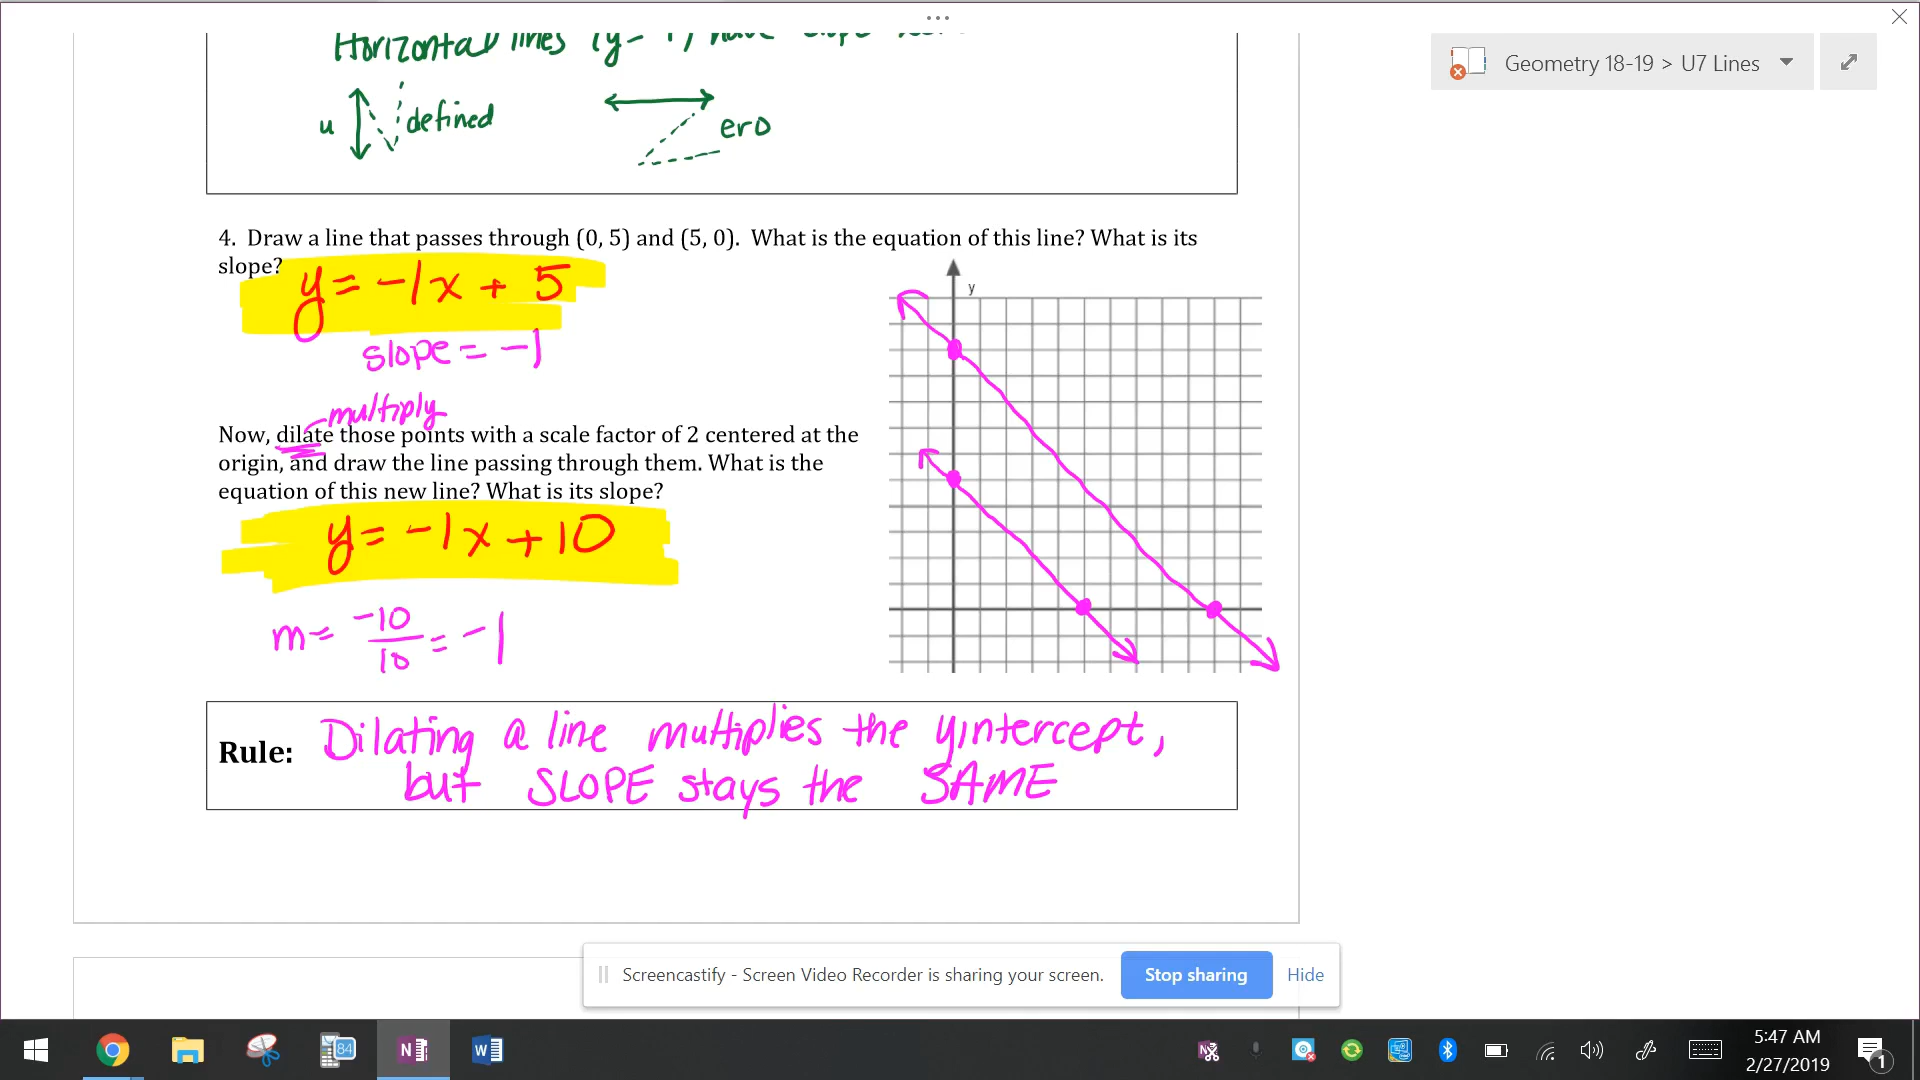 Horizontal lines (y=
u defined
ero
Geometry 18-19 > U7 Lines
4. Draw a line that passes through (0, 5) and (5, 0). What is the equation of this line? What is its
slope?
y = -1x + 5
slope = -1
y
multiply
Now, dilate those points with a scale factor of 2 centered at the
origin, and draw the line passing through them. What is the
equation of this new line? What is its slope?
y = -1x + 10
m = -10/10 = -1
Rule: Dilating a line multiplies the yintercept,
but SLOPE stays the SAME
Screencastify - Screen Video Recorder is sharing your screen. Stop sharing Hide
84
N
W
5:47 AM
2/27/2019
1